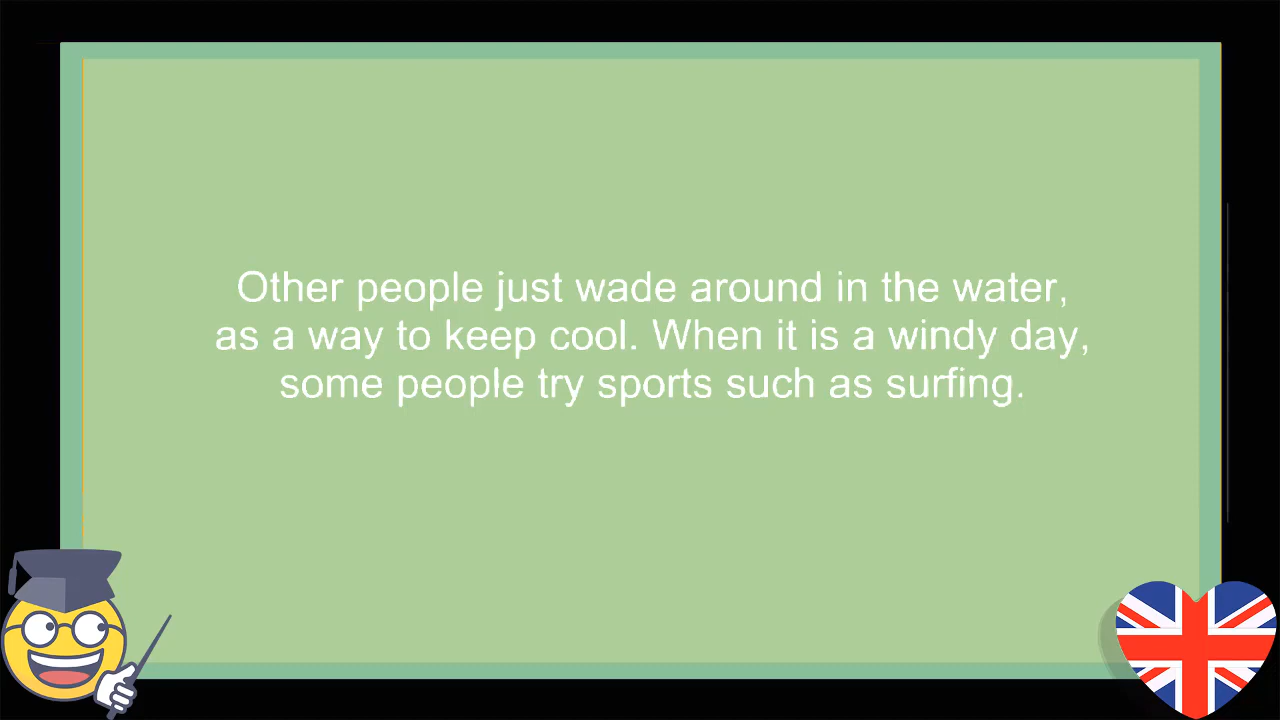 Other people just wade around in the water,
as a way to keep cool. When it is a windy day,
some people try sports such as surfing.